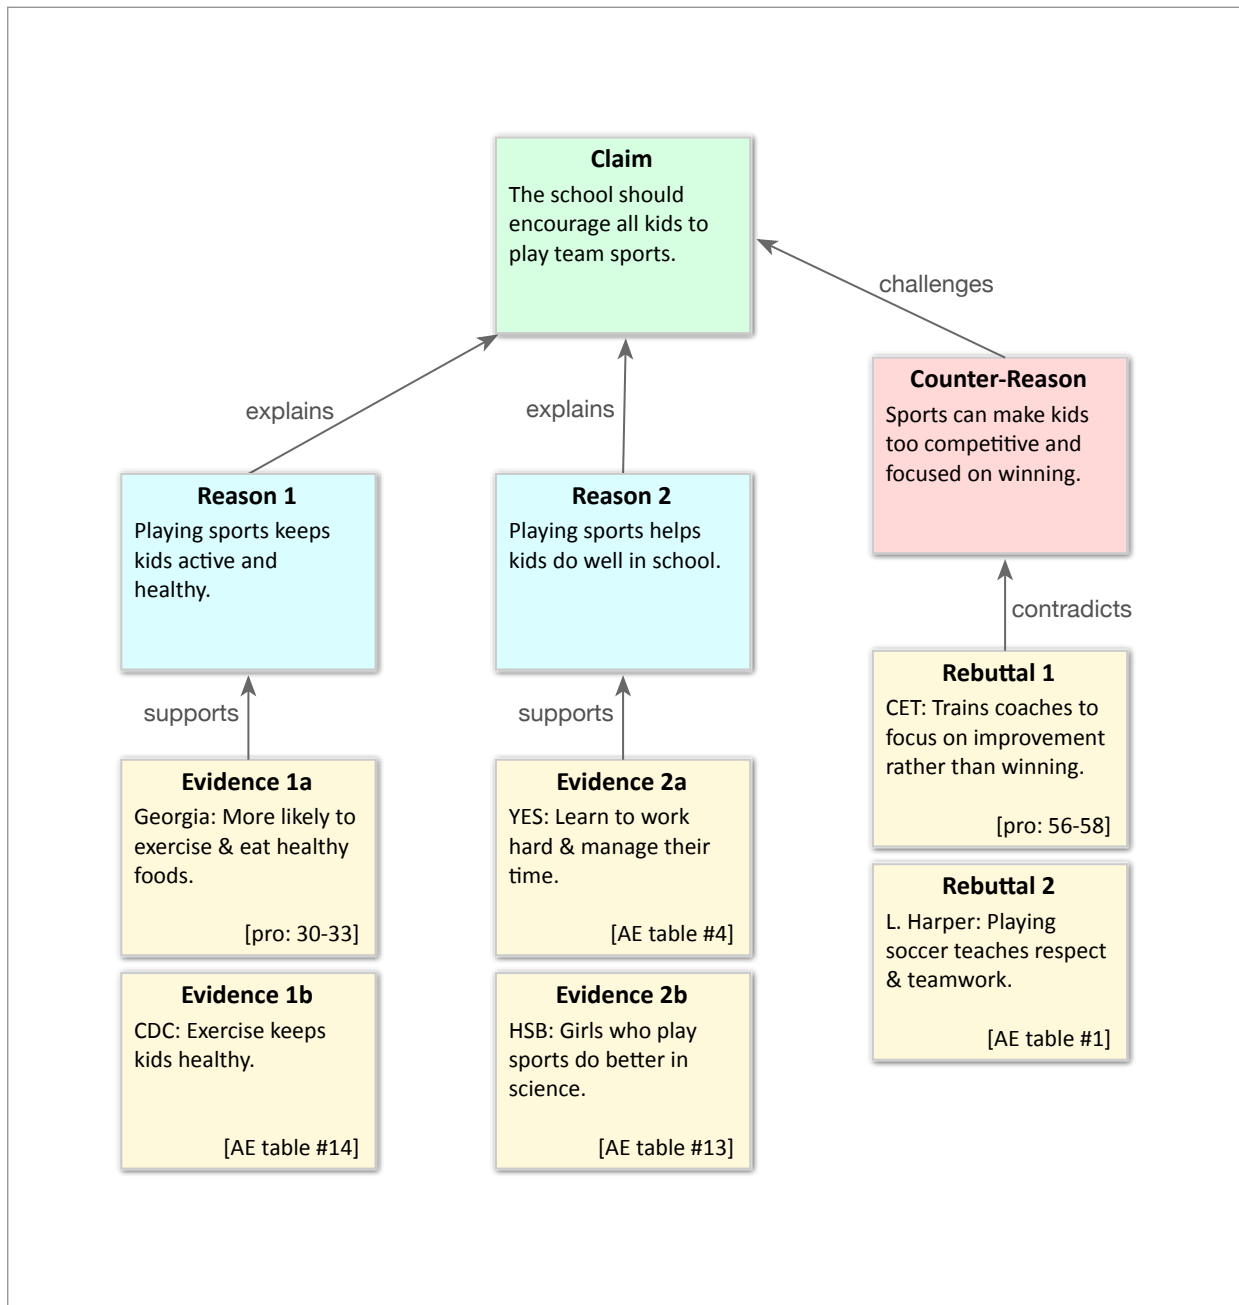 Claim
The school should
encourage all kids to
play team sports.
challenges
explains
explains
Counter-Reason
Sports can make kids
too competitive and
focused on winning.
Reason 1
Playing sports keeps
kids active and
healthy.
Reason 2
Playing sports helps
kids do well in school.
contradicts
supports
supports
Rebuttal 1
CET: Trains coaches to
focus on improvement
rather than winning.
[pro: 56-58]
Evidence 1a
Georgia: More likely to
exercise & eat healthy
foods.
[pro: 30-33]
Evidence 2a
YES: Learn to work
hard & manage their
time.
[AE table #4]
Rebuttal 2
L. Harper: Playing
soccer teaches respect
& teamwork.
[AE table #1]
Evidence 1b
CDC: Exercise keeps
kids healthy.
[AE table #14]
Evidence 2b
HSB: Girls who play
sports do better in
science.
[AE table #13]